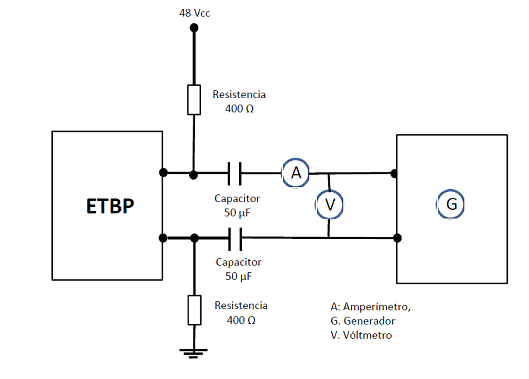 48 Vcc
Resistencia
400 Ω
A
Capacitor
50 µF
V
ETBP
G
Capacitor
50 µF
Resistencia
400 Ω
A: Amperímetro,
G. Generador
V. Vóltmetro